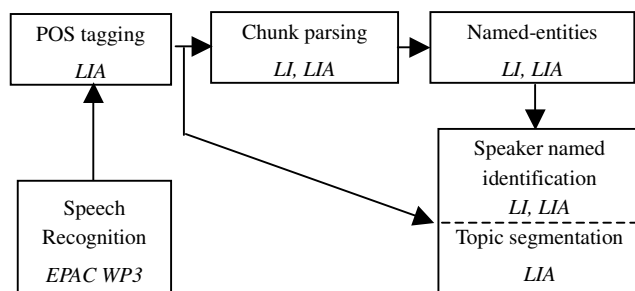 POS tagging
LIA
Chunk parsing
LI, LIA
Named-entities
LI, LIA
Speaker named
identification
LI, LIA
Topic segmentation
LIA
Speech
Recognition
EPAC WP3